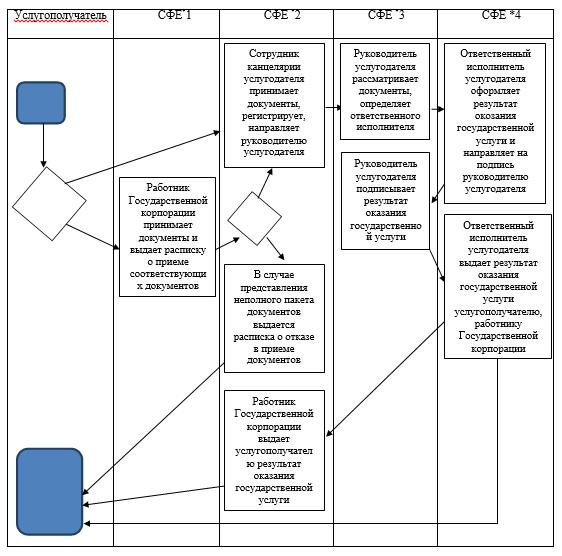 Услугополучатель
СФЕ*1
СФЕ *2
СФЕ *3
СФЕ *4
Работник
Государственной
корпорации
принимает
документы и
выдает расписку
о приеме
соответствующи
х документов
Сотрудник
канцелярии
услугодателя
принимает
документы,
регистрирует,
направляет
руководителю
услугодателя
В случае
представления
неполного пакета
документов
выдается
расписка о отказе
в приеме
документов
Работник
Государственной
корпорации
выдает
услугополучател
ю результат
оказания
государственной
услуги
Руководитель
услугодателя
рассматривает
документы,
определяет
ответственого
исполнителя
Руководитель
услугодателя
подписывает
результат
оказания
государственно
й услуги
Ответственный
исполнитель
услугодателя
оформляет
результат
окозания
государственной
услуги и
направляет на
подпись
руководителю
услугодателя
Ответственный
исполнитель
услугодателя
выдает результат
оказания
государственной
услуги
услугополучателю,
работнику
Государственной
корпорации